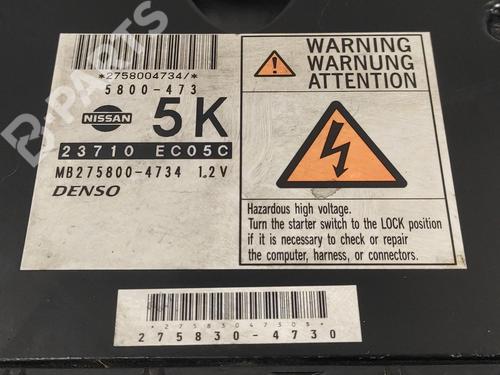 *2758004734/*
5800-473
NISSAN 5K
23710 EC05C
MB275800-4734 1.2V
DENSO
WARNING
WARNUNG
ATTENTION
Hazardous high voltage.
Turn the starter switch to the LOCK position
if it is necessary to check or repair
the computer, harness, or connectors.
*2758304730$*
275830-4730
B-PARTS